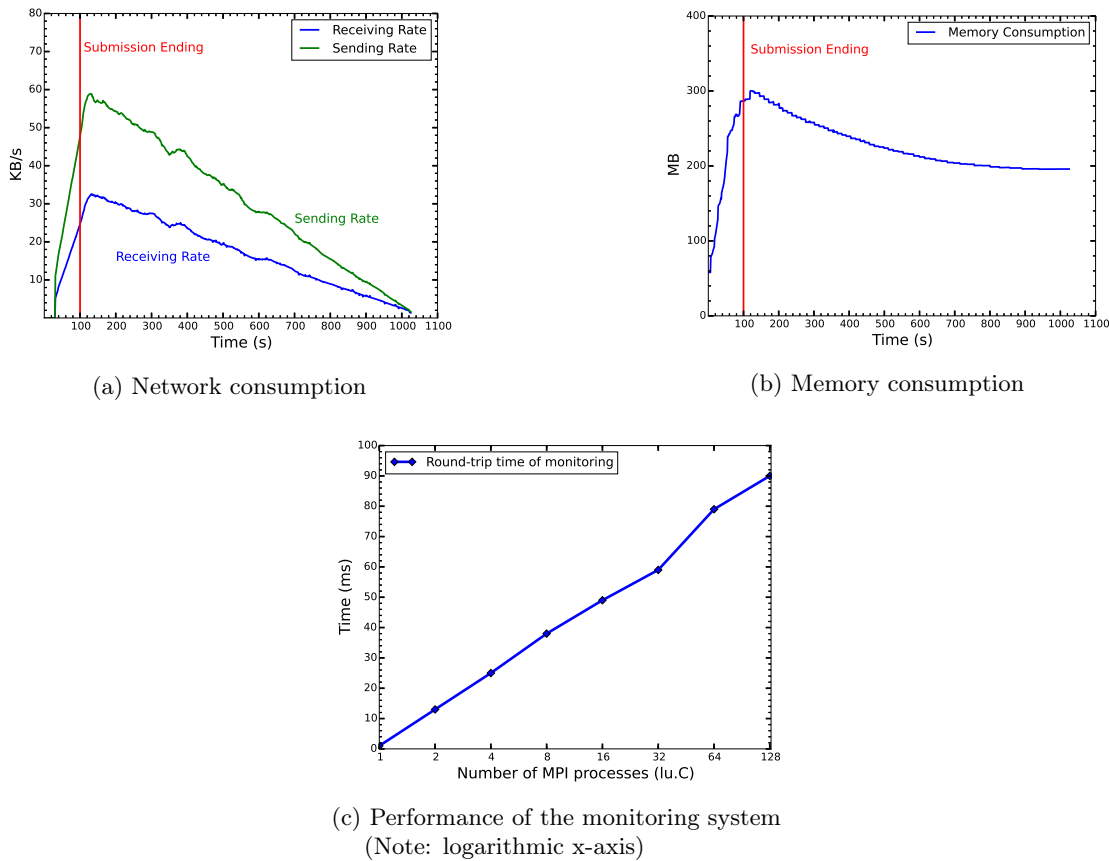 80
70
60
50
40
30
20
10
KB/s
Submission Ending
Receiving Rate
Sending Rate
Sending Rate
Receiving Rate
100 200 300 400 500 600 700 800 900 1000 1100
Time (s)
(a) Network consumption
400
300
200
100
0
MB
Submission Ending
Memory Consumption
100 200 300 400 500 600 700 800 900 1000 1100
Time (s)
(b) Memory consumption
100
90
80
70
60
50
40
30
20
10
0
Time (ms)
Round-trip time of monitoring
1 2 4 8 16 32 64 128
Number of MPI processes (lu.C)
(c) Performance of the monitoring system
(Note: logarithmic x-axis)